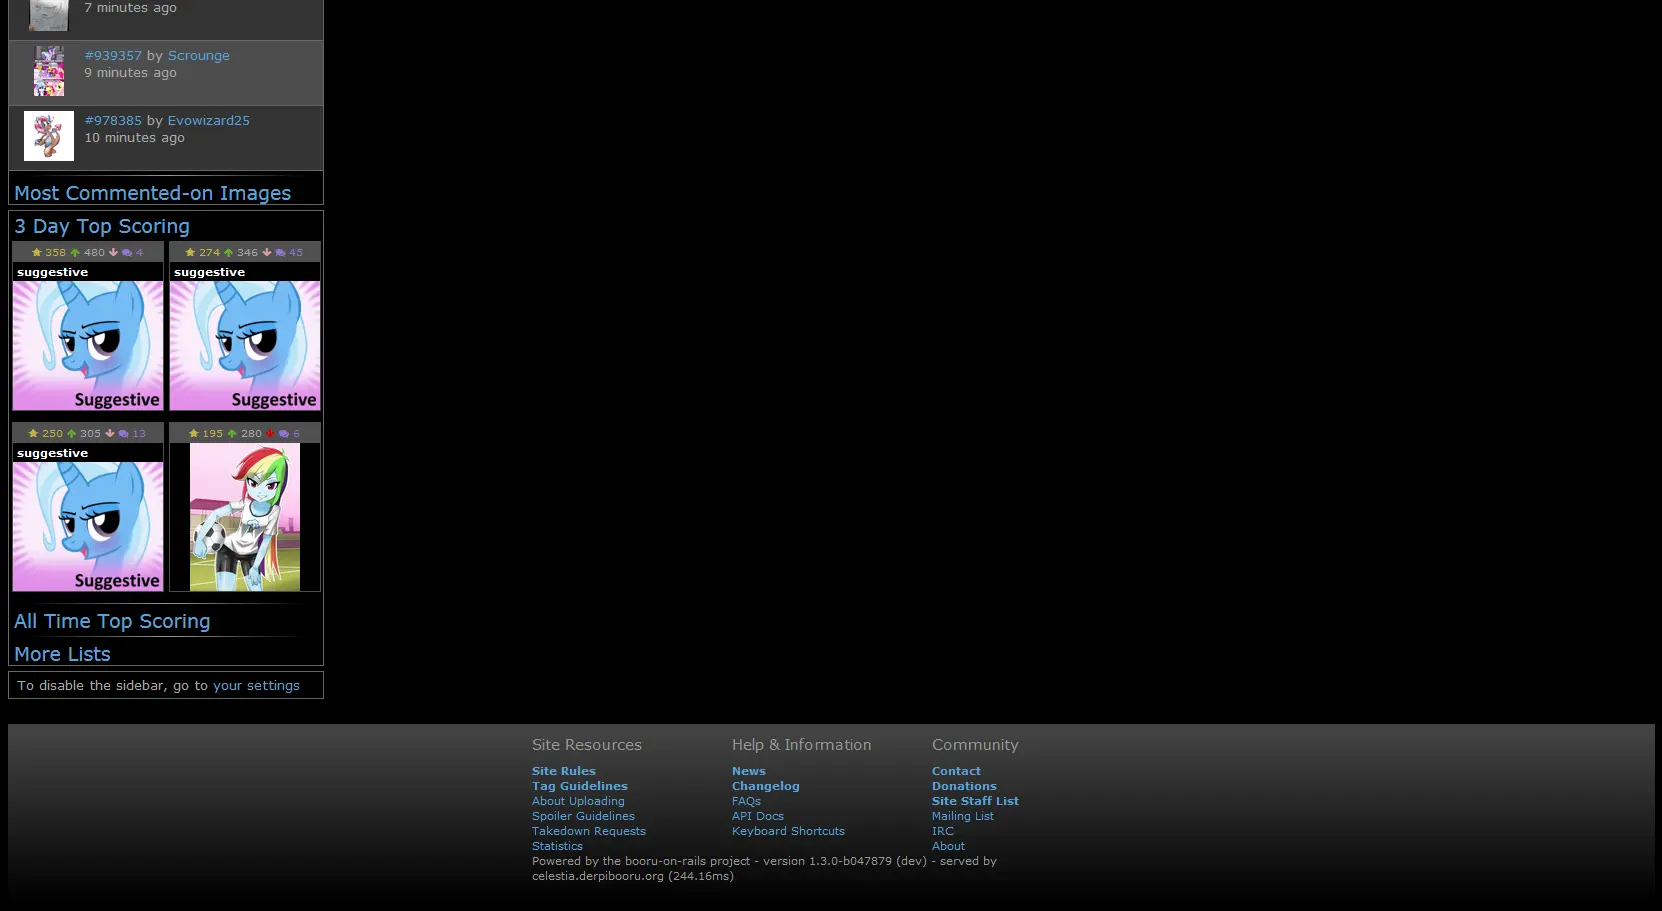 7 minutes ago
#939357 by Scrounge
9 minutes ago
#978385 by Evowizard25
10 minutes ago
Most Commented-on Images
3 Day Top Scoring
358 480 4
274 346 45
suggestive
suggestive
Suggestive
Suggestive
250 305 13
195 280 6
suggestive
Suggestive
All Time Top Scoring
More Lists
To disable the sidebar, go to your settings
Site Resources
Site Rules
Tag Guidelines
About Uploading
Spoiler Guidelines
Takedown Requests
Statistics
Help & Information
News
Changelog
FAQs
API Docs
Keyboard Shortcuts
Community
Contact
Donations
Site Staff List
Mailing List
IRC
About
Powered by the booru-on-rails project - version 1.3.0-b047879 (dev) - served by
celestia.derpibooru.org (244.16ms)